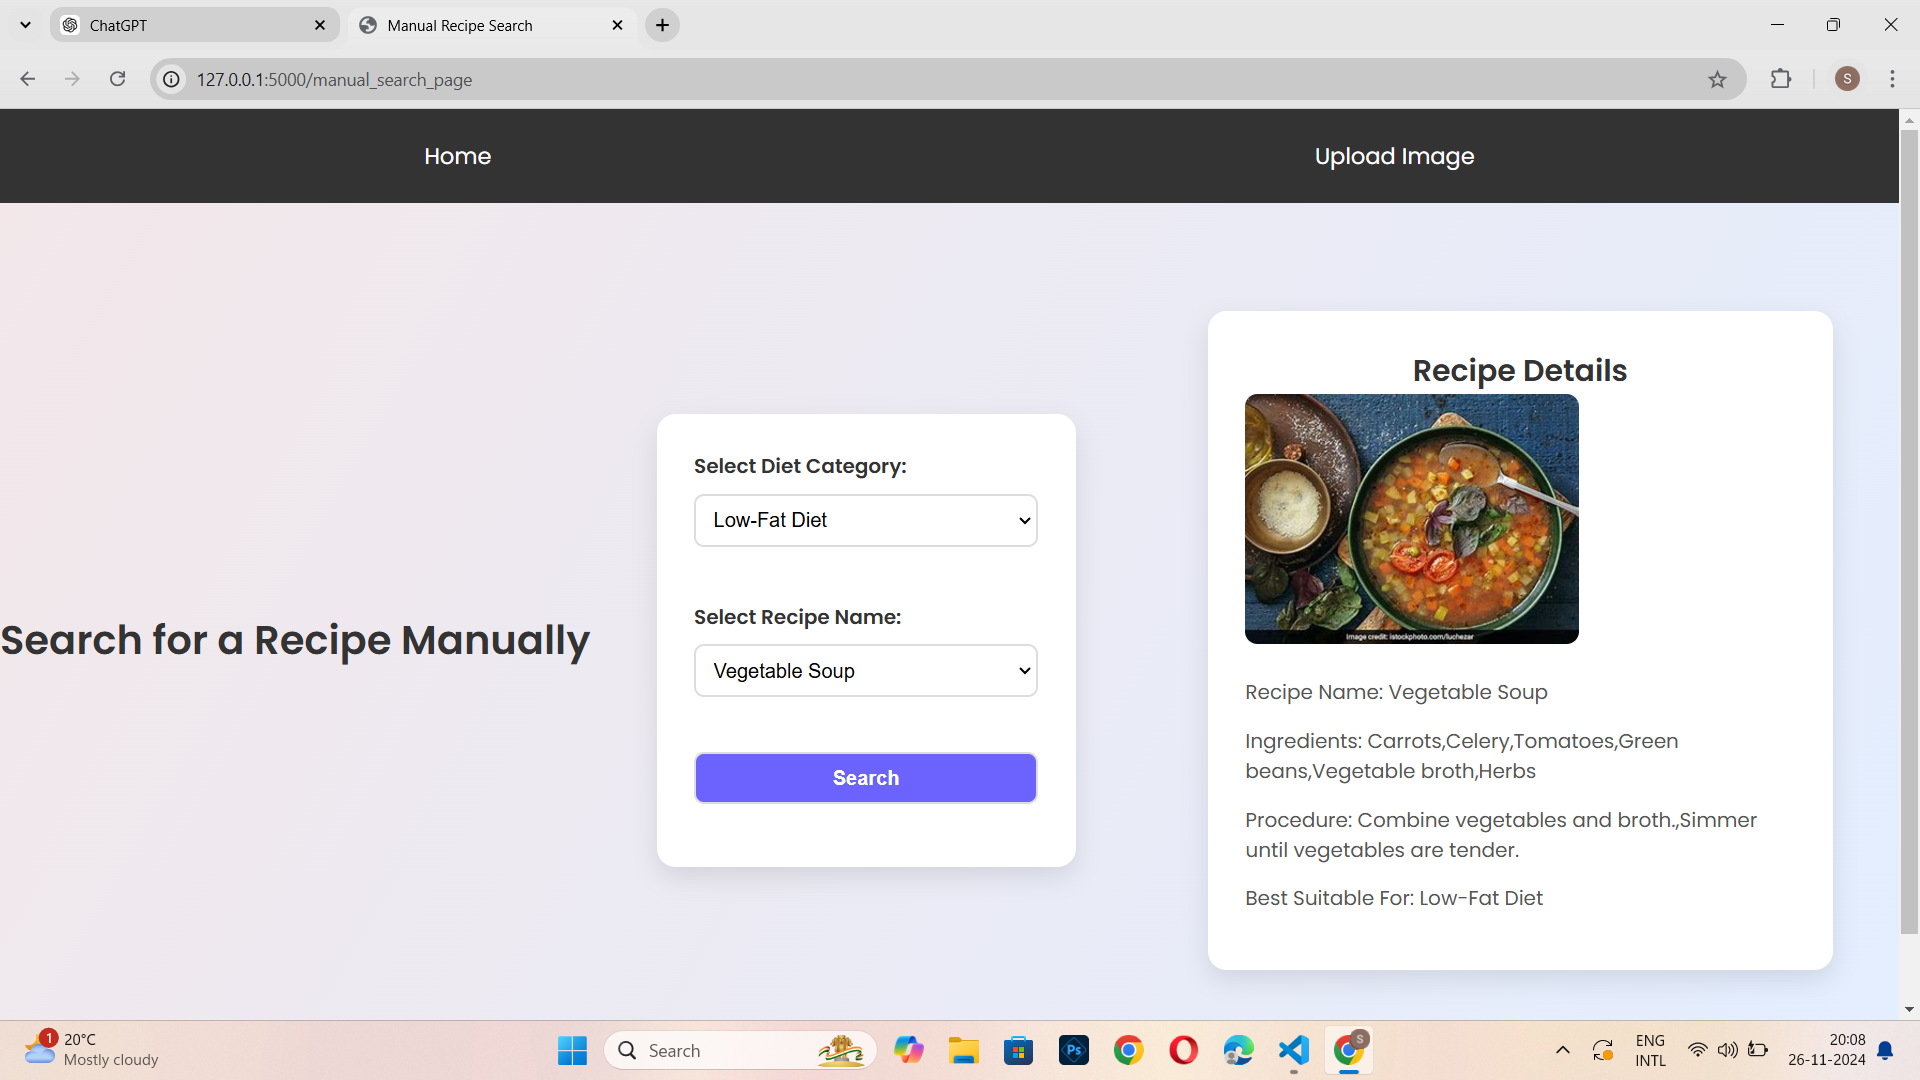 ChatGPT
Manual Recipe Search
127.0.0.1:5000/manual_search_page
S
Home
Upload Image
Search for a Recipe Manually
Select Diet Category:
Low-Fat Diet
Select Recipe Name:
Vegetable Soup
Search
Recipe Details
Image credit: istockphoto.com/luchezar
Recipe Name: Vegetable Soup
Ingredients: Carrots,Celery,Tomatoes,Green
beans,Vegetable broth,Herbs
Procedure: Combine vegetables and broth.,Simmer
until vegetables are tender.
Best Suitable For: Low-Fat Diet
1
20°C
Mostly cloudy
Search
Ps
S
ENG
INTL
20:08
26-11-2024